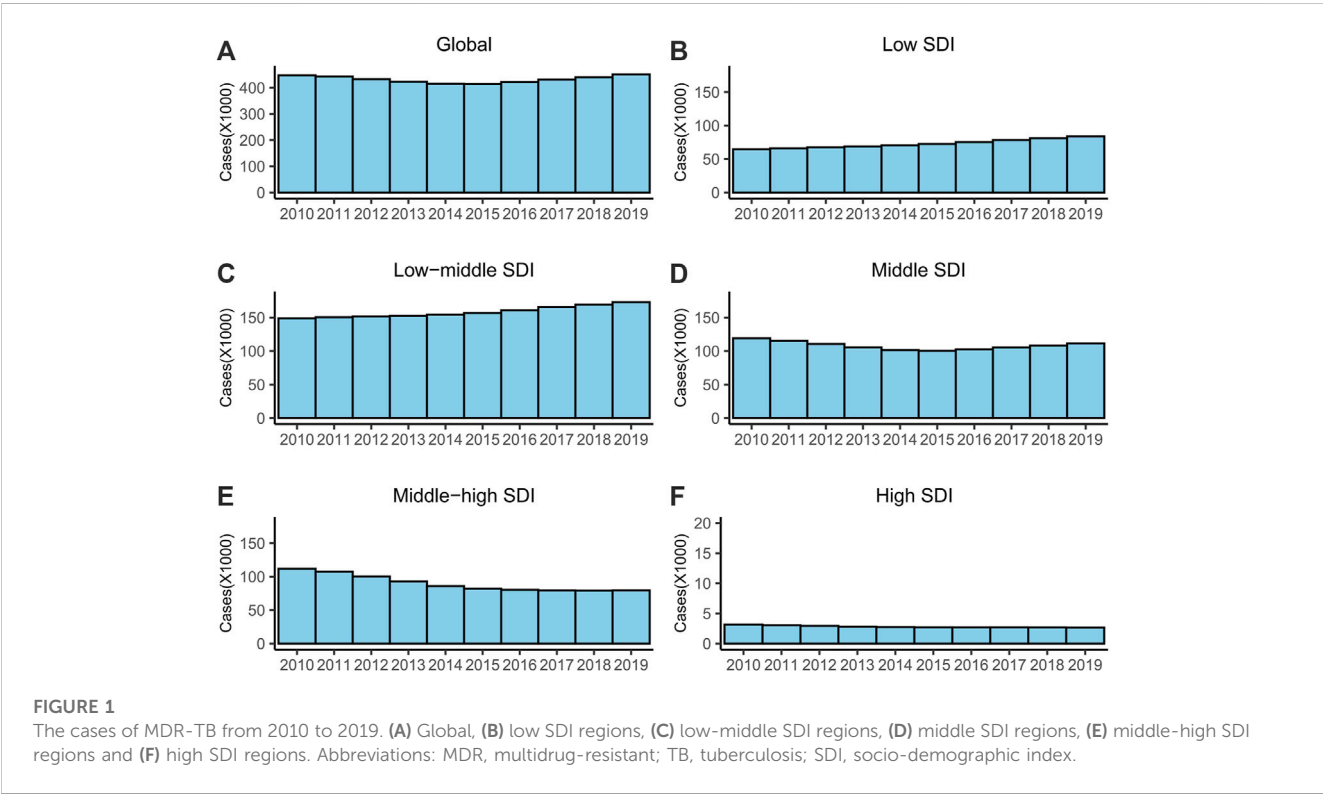 A
Global
Cases(X1000)
400
300
200
100
0
2010 2011 2012 2013 2014 2015 2016 2017 2018 2019
B
Low SDI
Cases(X1000)
150
100
50
0
2010 2011 2012 2013 2014 2015 2016 2017 2018 2019
C
Low−middle SDI
Cases(X1000)
150
100
50
0
2010 2011 2012 2013 2014 2015 2016 2017 2018 2019
D
Middle SDI
Cases(X1000)
150
100
50
0
2010 2011 2012 2013 2014 2015 2016 2017 2018 2019
E
Middle−high SDI
Cases(X1000)
150
100
50
0
2010 2011 2012 2013 2014 2015 2016 2017 2018 2019
F
High SDI
Cases(X1000)
20
15
10
5
0
2010 2011 2012 2013 2014 2015 2016 2017 2018 2019
FIGURE 1
The cases of MDR-TB from 2010 to 2019. (A) Global, (B) low SDI regions, (C) low-middle SDI regions, (D) middle SDI regions, (E) middle-high SDI
regions and (F) high SDI regions. Abbreviations: MDR, multidrug-resistant; TB, tuberculosis; SDI, socio-demographic index.